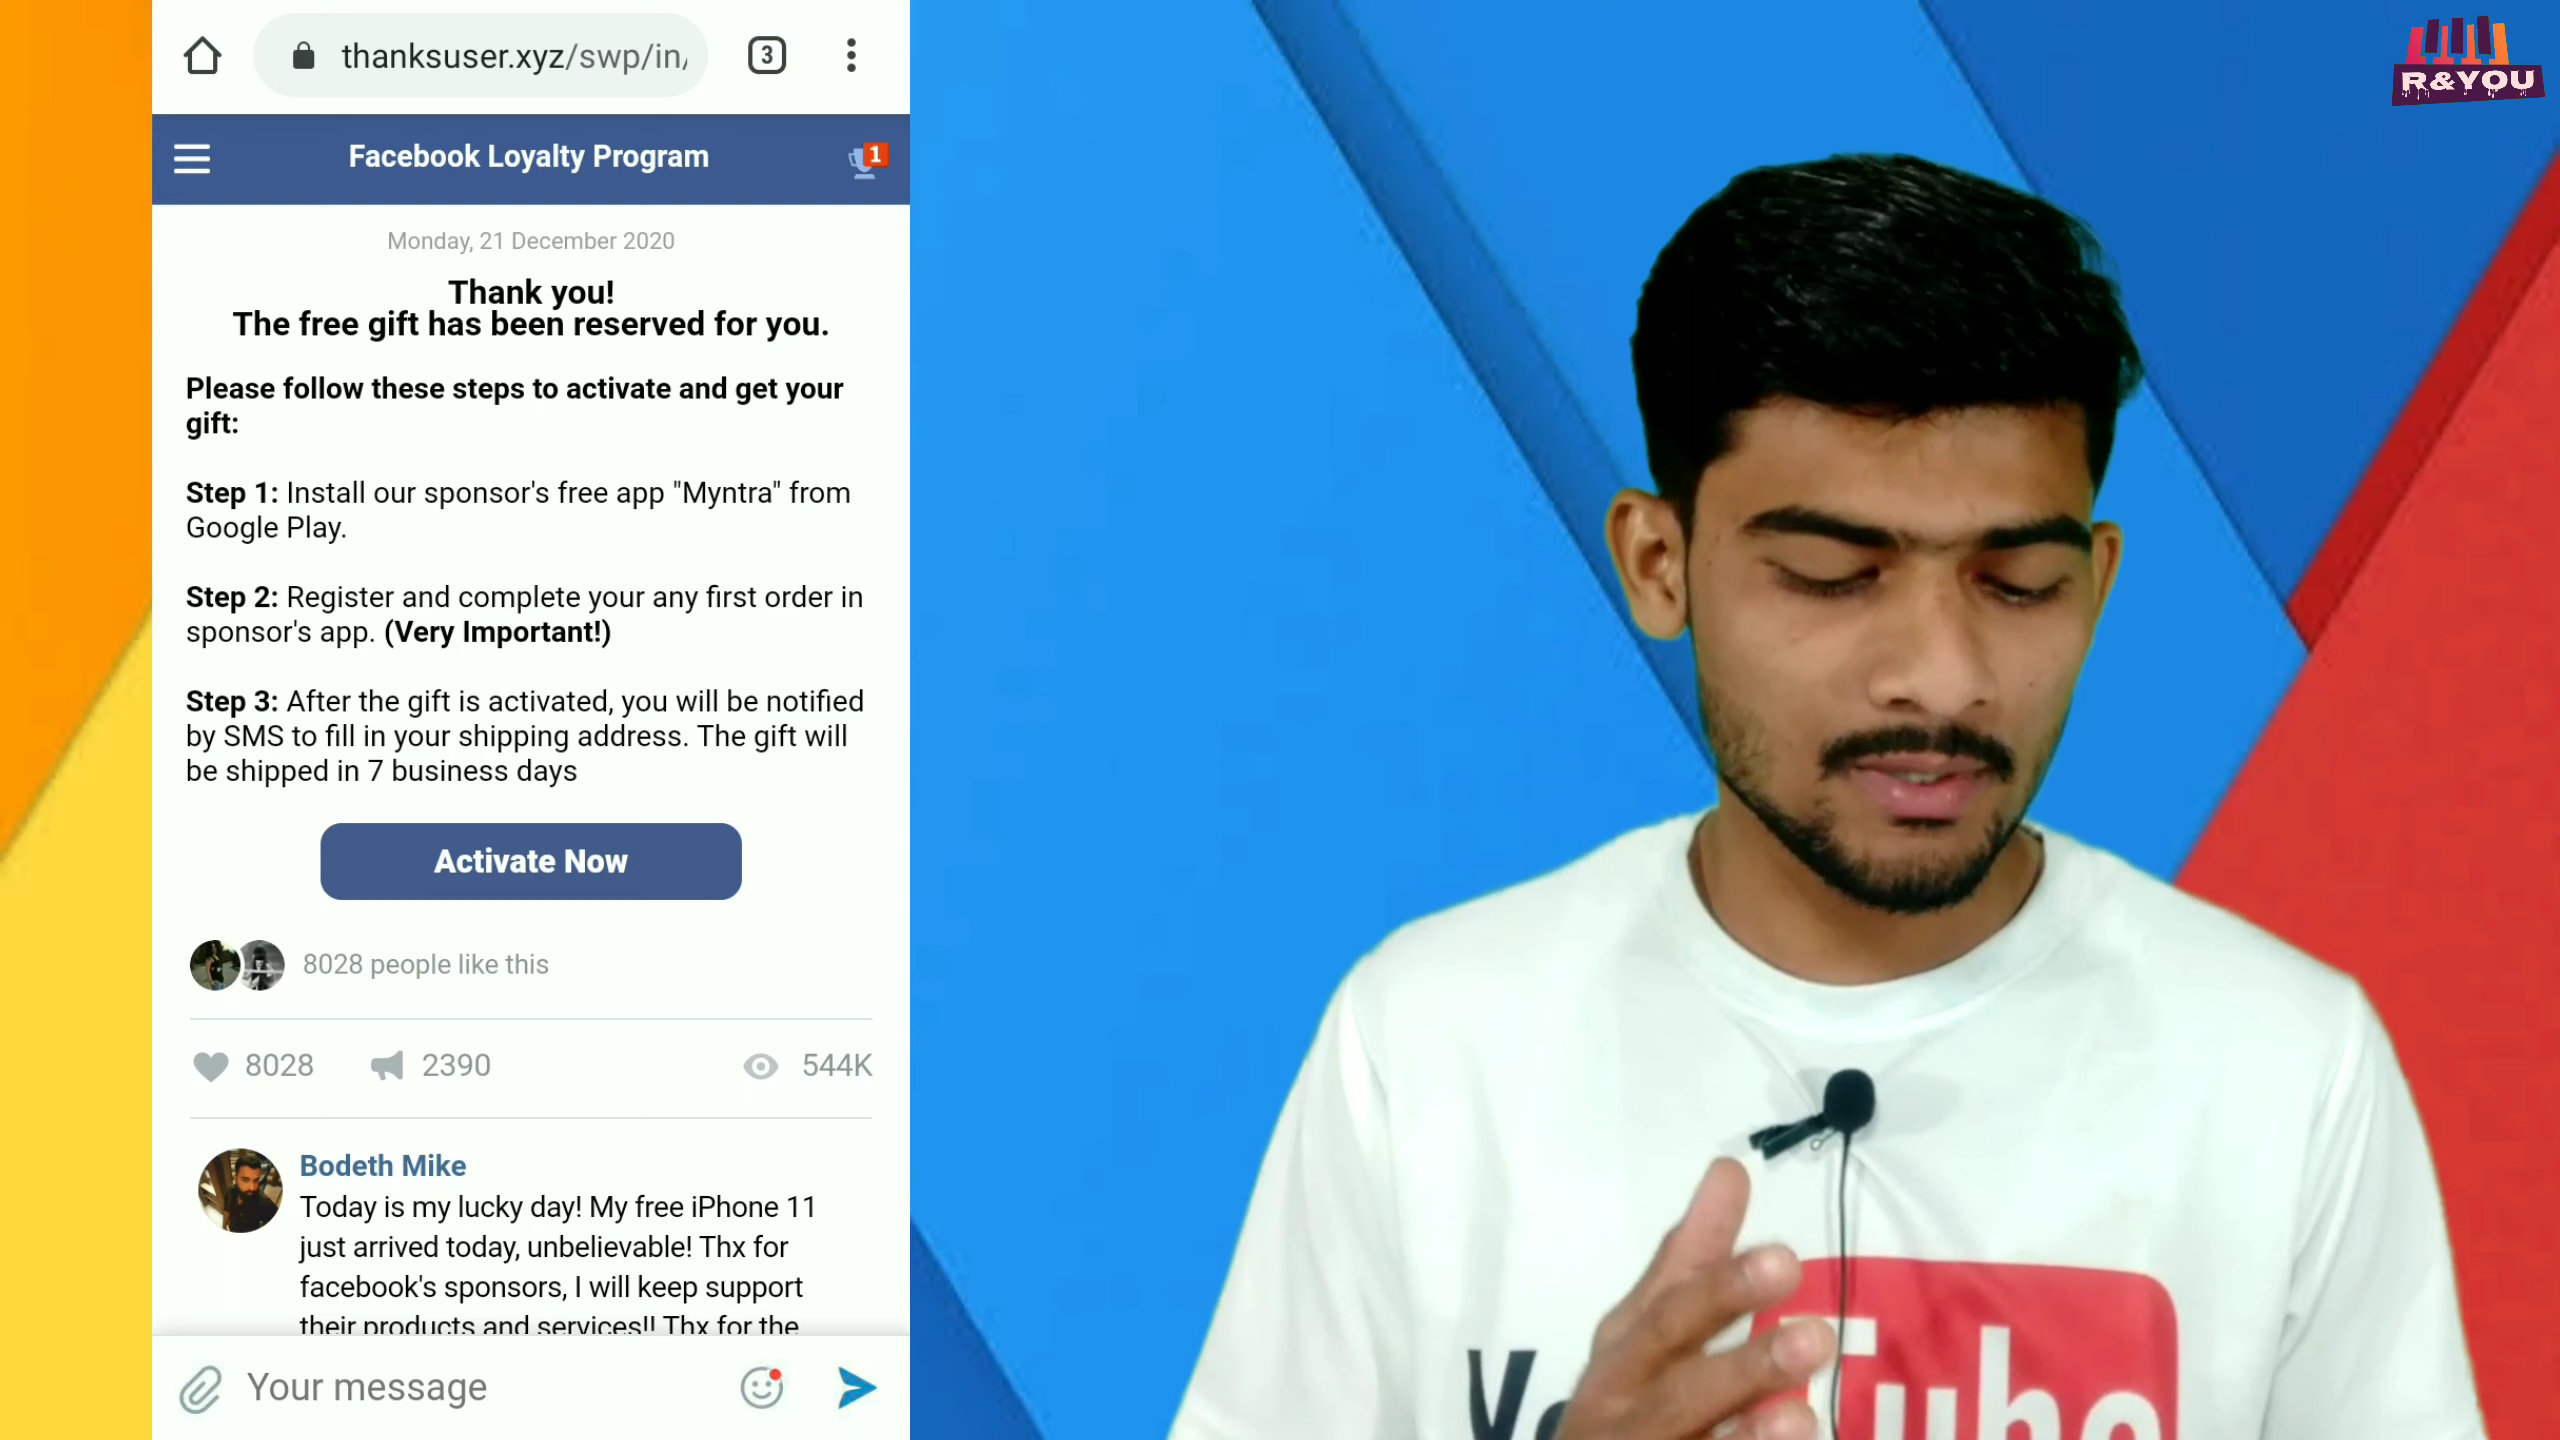 thanksuser.xyz/swp/in/
3
R&YOU
Facebook Loyalty Program
1
Monday, 21 December 2020
Thank you!
The free gift has been reserved for you.
Please follow these steps to activate and get your
gift:
Step 1: Install our sponsor's free app "Myntra" from
Google Play.
Step 2: Register and complete your any first order in
sponsor's app. (Very Important!)
Step 3: After the gift is activated, you will be notified
by SMS to fill in your shipping address. The gift will
be shipped in 7 business days
Activate Now
8028 people like this
8028 2390 544K
Bodeth Mike
Today is my lucky day! My free iPhone 11
just arrived today, unbelievable! Thx for
facebook's sponsors, I will keep support
their products and services!! Thx for the
Your message
Tube